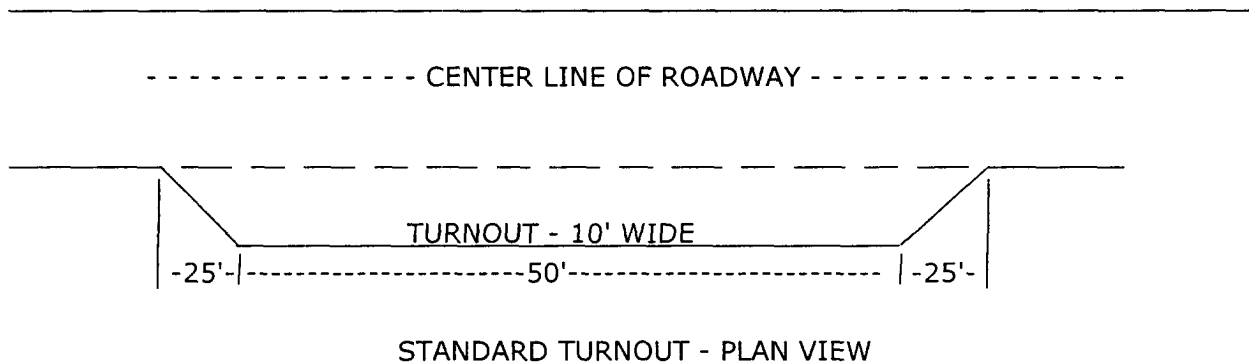 - - - - - - - - - - - - - CENTER LINE OF ROADWAY - - - - - - - - - - - - - - -
TURNOUT - 10' WIDE
-25'-|-----------------------50'---------------------------|-25'-
STANDARD TURNOUT - PLAN VIEW